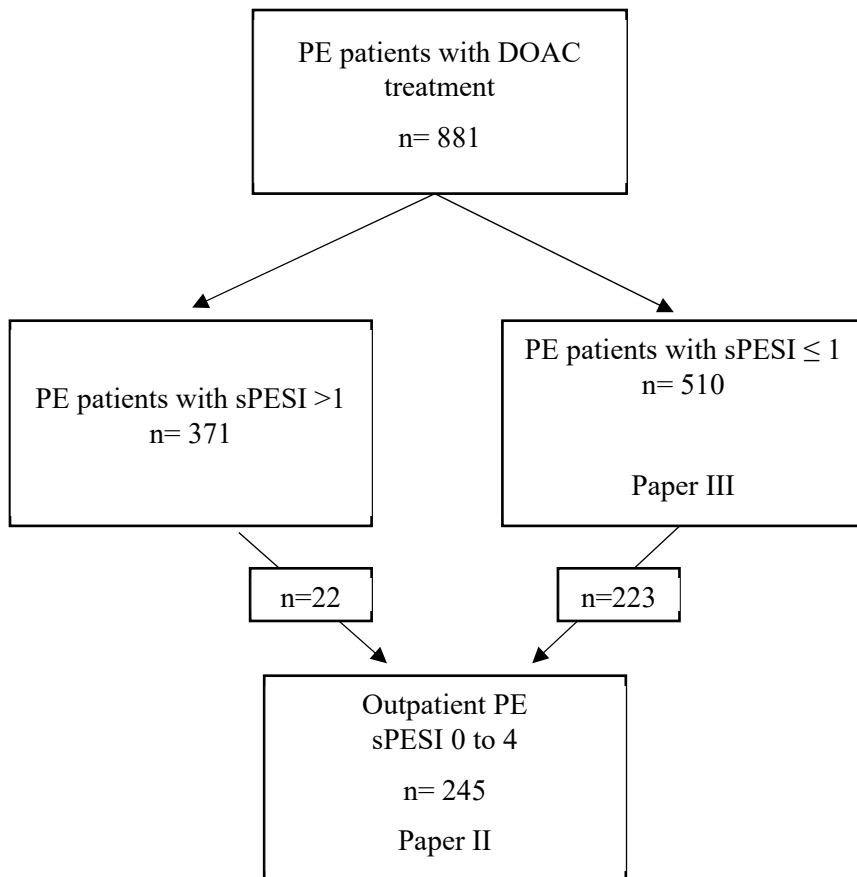 PE patients with DOAC
treatment
n= 881
PE patients with sPESI >1
n= 371
PE patients with sPESI ≤ 1
n= 510
Paper III
n=22
n=223
Outpatient PE
sPESI 0 to 4
n= 245
Paper II